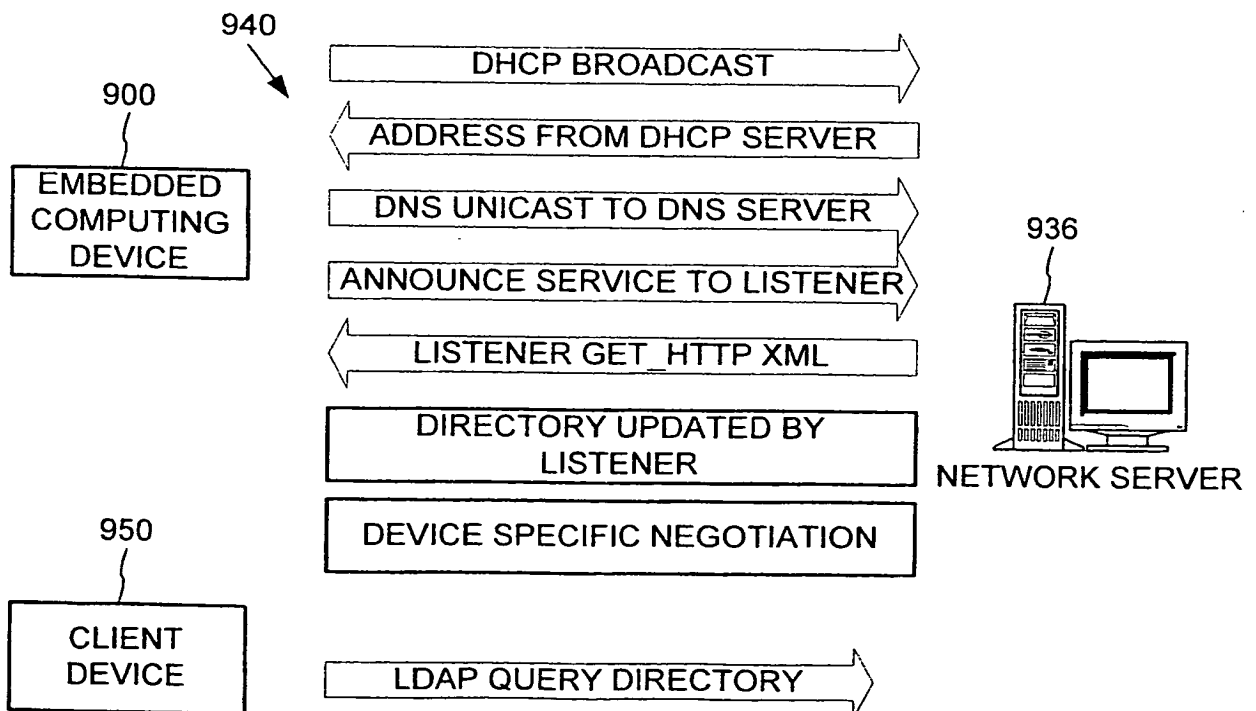 940
DHCP BROADCAST
900
ADDRESS FROM DHCP SERVER
EMBEDDED
COMPUTING
DEVICE
DNS UNICAST TO DNS SERVER
936
ANNOUNCE SERVICE TO LISTENER
LISTENER GET_HTTP XML
DIRECTORY UPDATED BY
LISTENER
NETWORK SERVER
DEVICE SPECIFIC NEGOTIATION
950
CLIENT
DEVICE
LDAP QUERY DIRECTORY